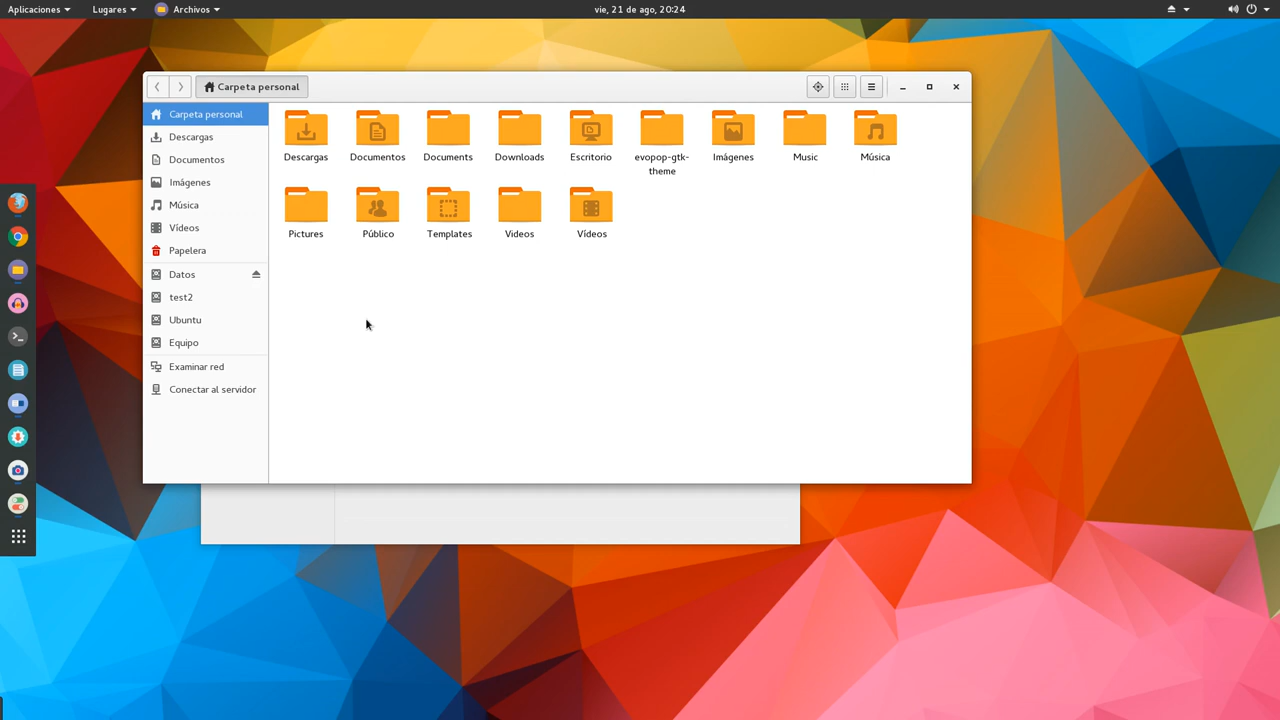 Aplicaciones Lugares Archivos vie, 21 de ago, 20:24
Carpeta personal
Carpeta personal
Descargas
Documentos
Imágenes
Música
Vídeos
Papelera
Datos
test2
Ubuntu
Equipo
Examinar red
Conectar al servidor
Descargas Documentos Documents Downloads Escritorio evopop-gtk- Imágenes Music Música
theme
Pictures Público Templates Videos Vídeos